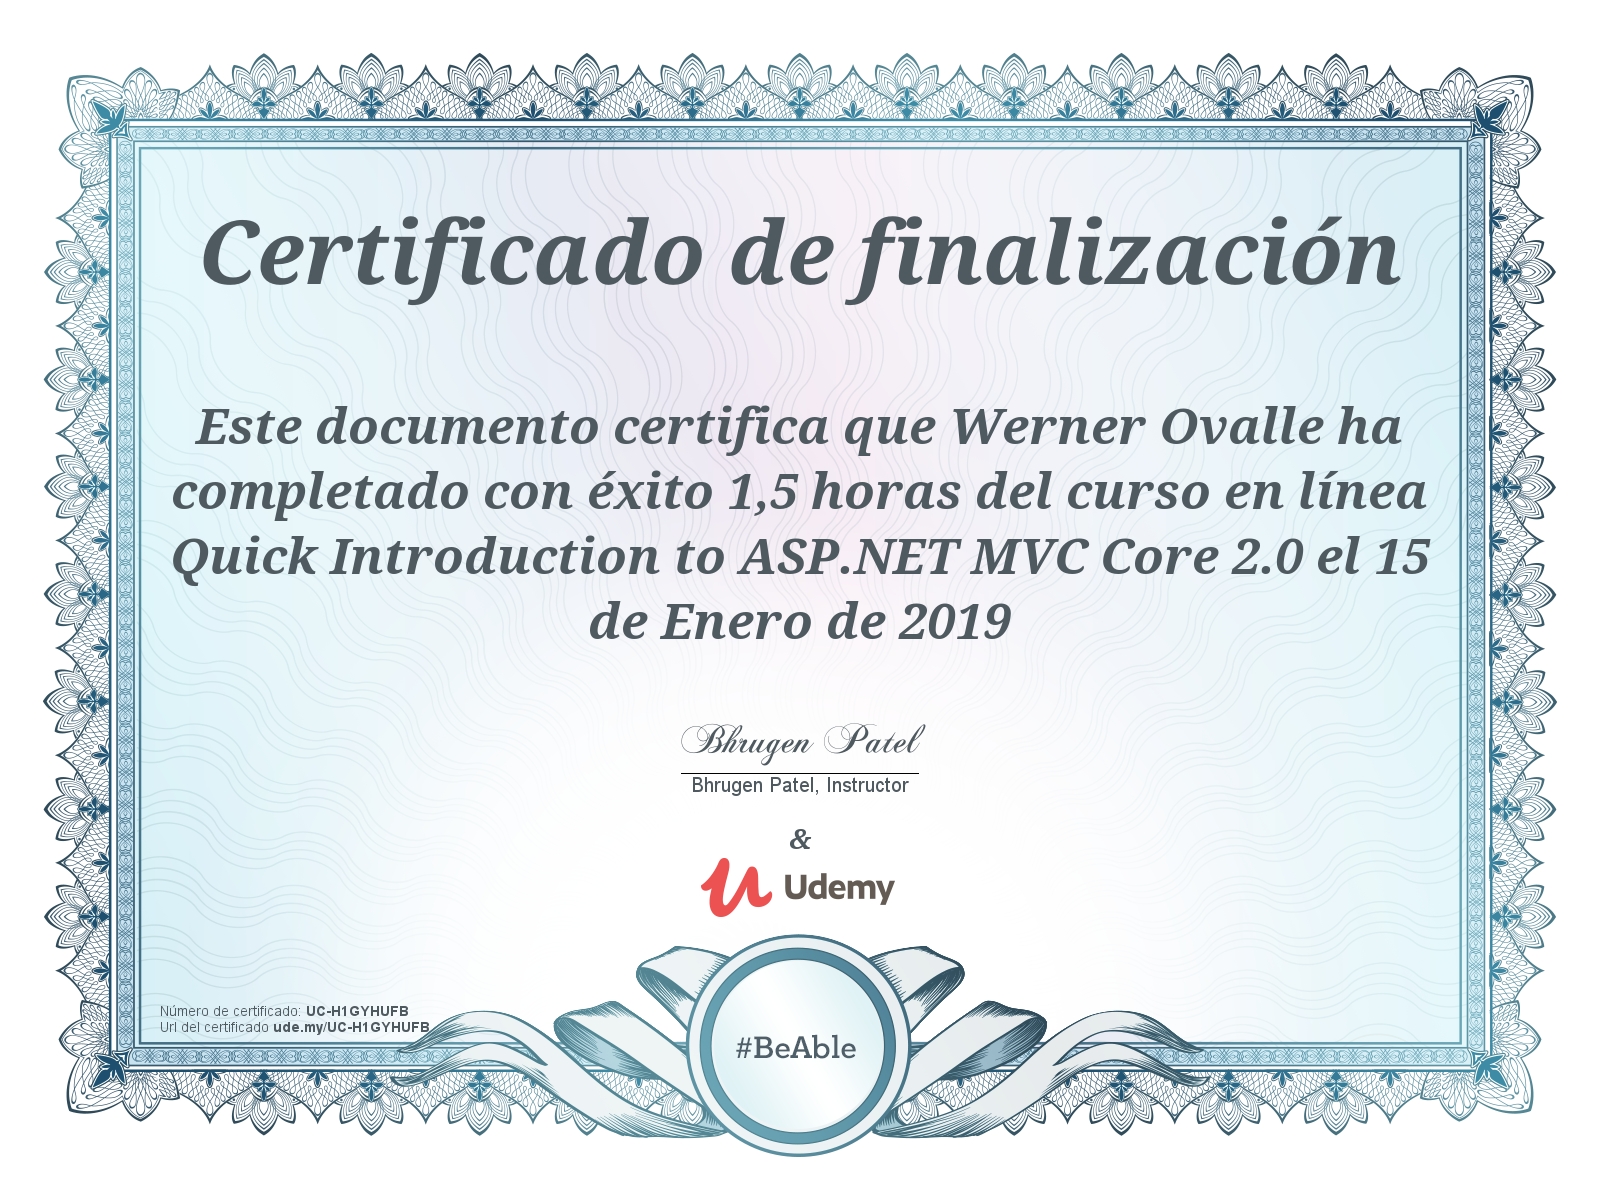 Certificado de finalización
Este documento certifica que Werner Ovalle ha
completado con éxito 1,5 horas del curso en línea
Quick Introduction to ASP.NET MVC Core 2.0 el 15
de Enero de 2019
Bhrugen Patel
Bhrugen Patel, Instructor
&
Udemy
Número de certificado: UC-H1GYHUFB
Url del certificado ude.my/UC-H1GYHUFB
#BeAble